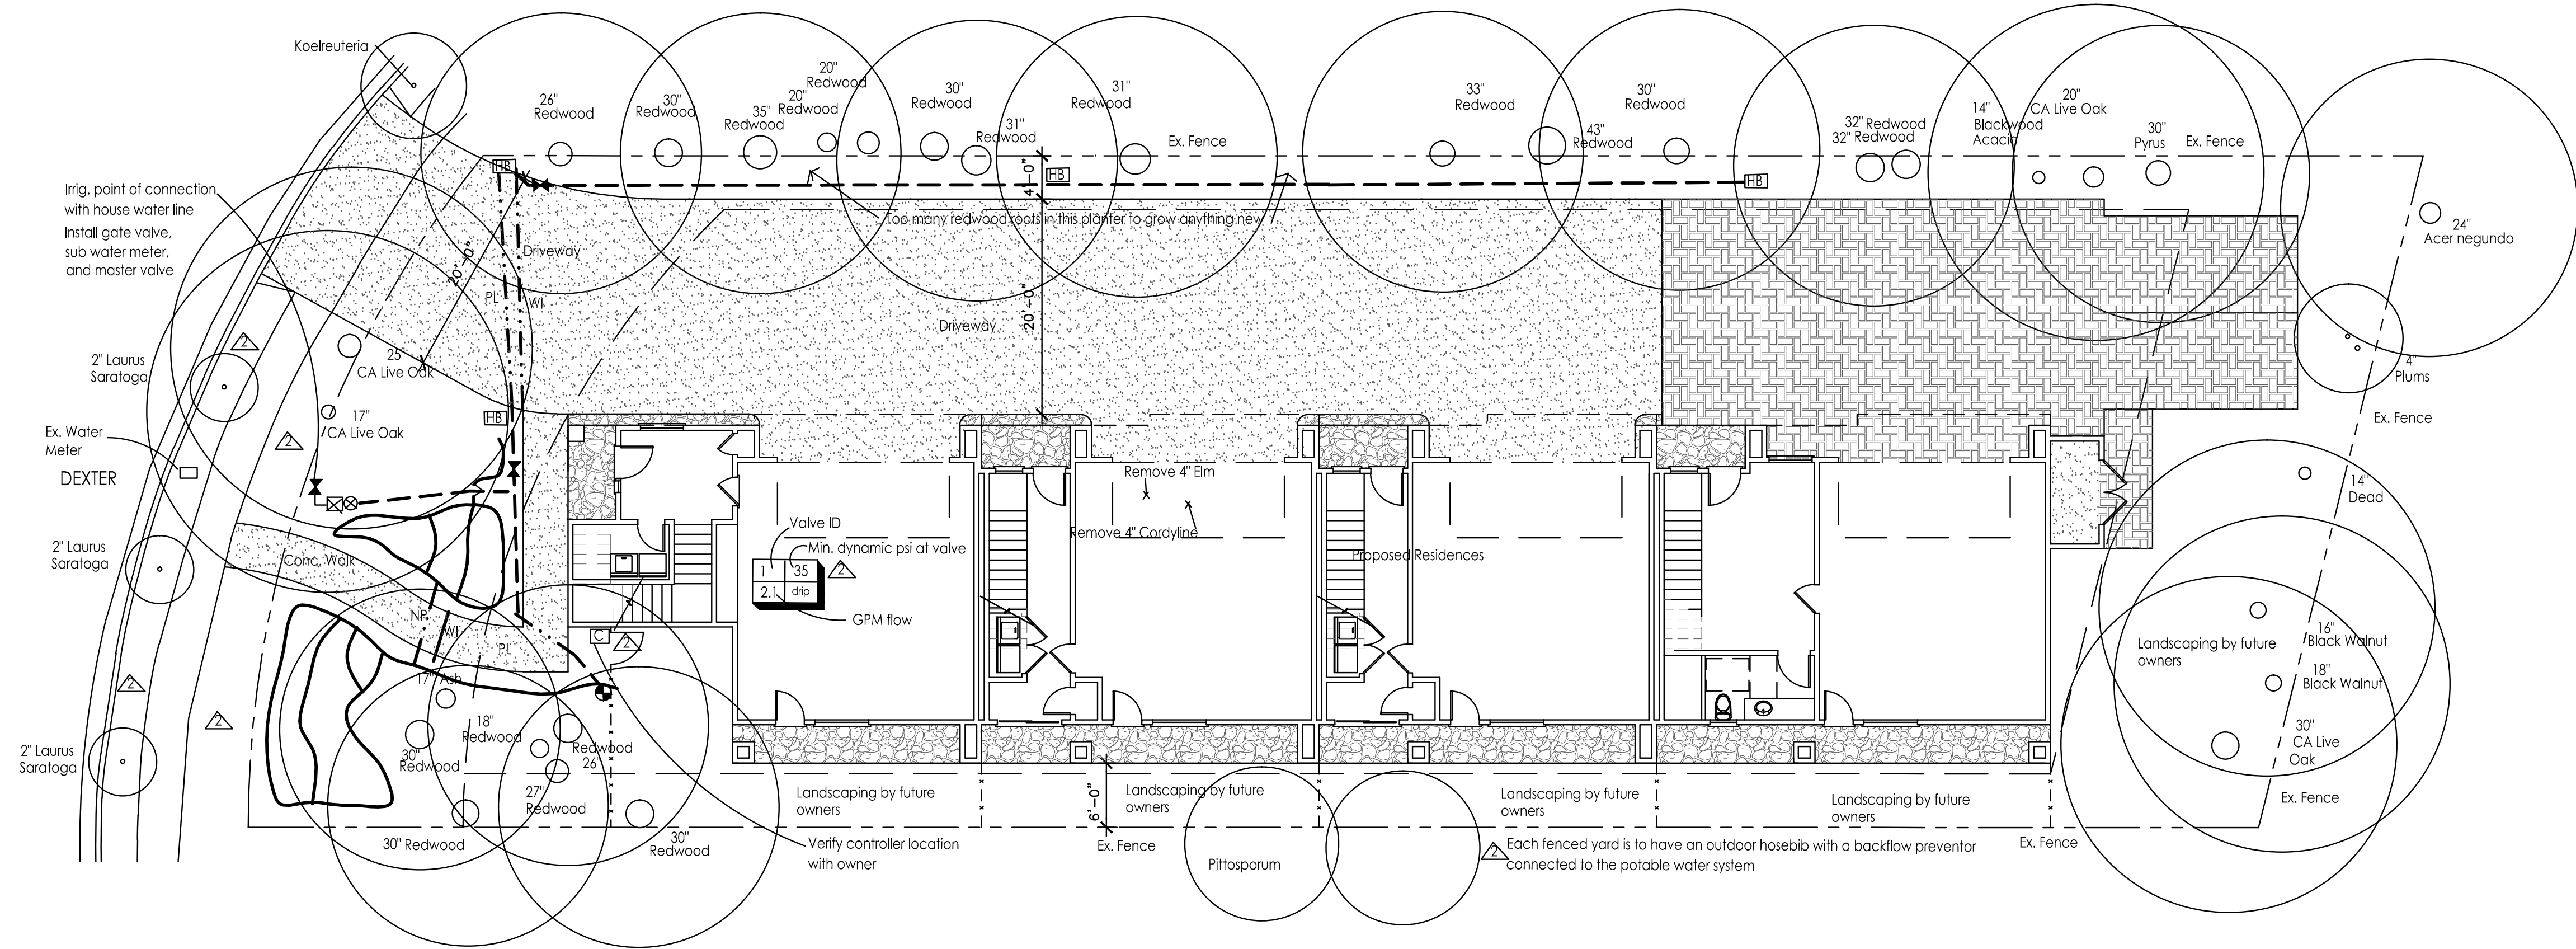 Koelreuteria
26"
Redwood
30"
Redwood
35"
Redwood
20"
Redwood
20"
Redwood
30"
Redwood
31"
Redwood
31"
Redwood
Ex. Fence
33"
Redwood
43"
Redwood
30"
Redwood
32" Redwood
32" Redwood
14"
Blackwood
Acacia
20"
CA Live Oak
30"
Pyrus
Ex. Fence
24"
Acer negundo
HB
HB
HB
4'-0"
Irrig. point of connection
with house water line
Install gate valve,
sub water meter,
and master valve
Too many redwood roots in this planter to grow anything new
20'-0"
Driveway
PL
WI
Driveway
20'-0"
2
2" Laurus
Saratoga
25"
CA Live Oak
4"
Plums
HB
17"
CA Live Oak
Ex. Fence
Ex. Water
Meter
2
DEXTER
Remove 4" Elm
14"
Dead
Remove 4" Cordyline
Valve ID
Min. dynamic psi at valve
1
35
2.1
drip
2
GPM flow
Proposed Residences
2" Laurus
Saratoga
Conc. Walk
NP
WI
PL
C
2
Landscaping by future
owners
16"
Black Walnut
18"
Black Walnut
2
2
17" Ash
18"
Redwood
30"
Redwood
Redwood
26"
27"
Redwood
30"
CA Live
Oak
2" Laurus
Saratoga
Landscaping by future
owners
6'-0"
Landscaping by future
owners
Landscaping by future
owners
Landscaping by future
owners
Ex. Fence
30" Redwood
30"
Redwood
Verify controller location
with owner
Ex. Fence
Pittosporum
2
Each fenced yard is to have an outdoor hosebib with a backflow preventor
connected to the potable water system
Ex. Fence